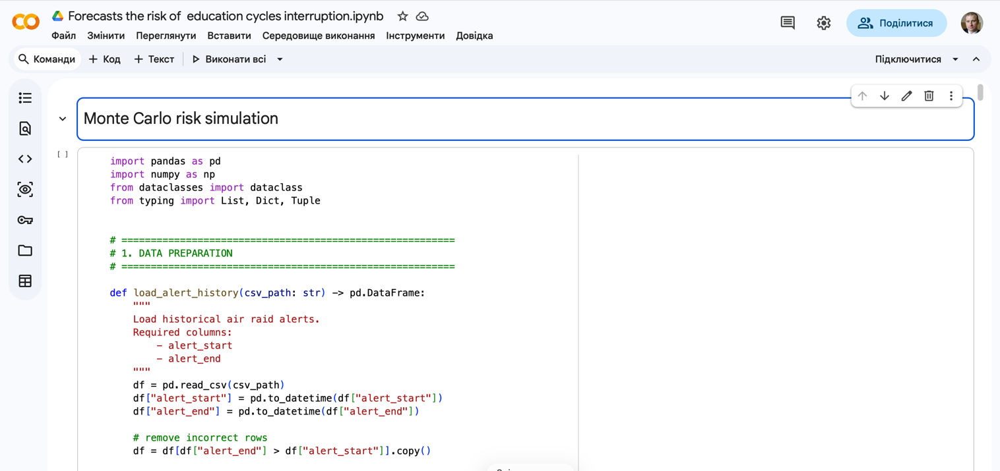 Forecasts the risk of  education cycles interruption.ipynb
Файл Змінити Переглянути Вставити Середовище виконання Інструменти Довідка
Поділитися
Команди + Код + Текст Виконати всі
Підключитися
Monte Carlo risk simulation
[ ]
import pandas as pd
import numpy as np
from dataclasses import dataclass
from typing import List, Dict, Tuple
# =========================================================
# 1. DATA PREPARATION
# =========================================================
def load_alert_history(csv_path: str) -> pd.DataFrame:
    """
    Load historical air raid alerts.
    Required columns:
        - alert_start
        - alert_end
    """
    df = pd.read_csv(csv_path)
    df["alert_start"] = pd.to_datetime(df["alert_start"])
    df["alert_end"] = pd.to_datetime(df["alert_end"])
    # remove incorrect rows
    df = df[df["alert_end"] > df["alert_start"]].copy()